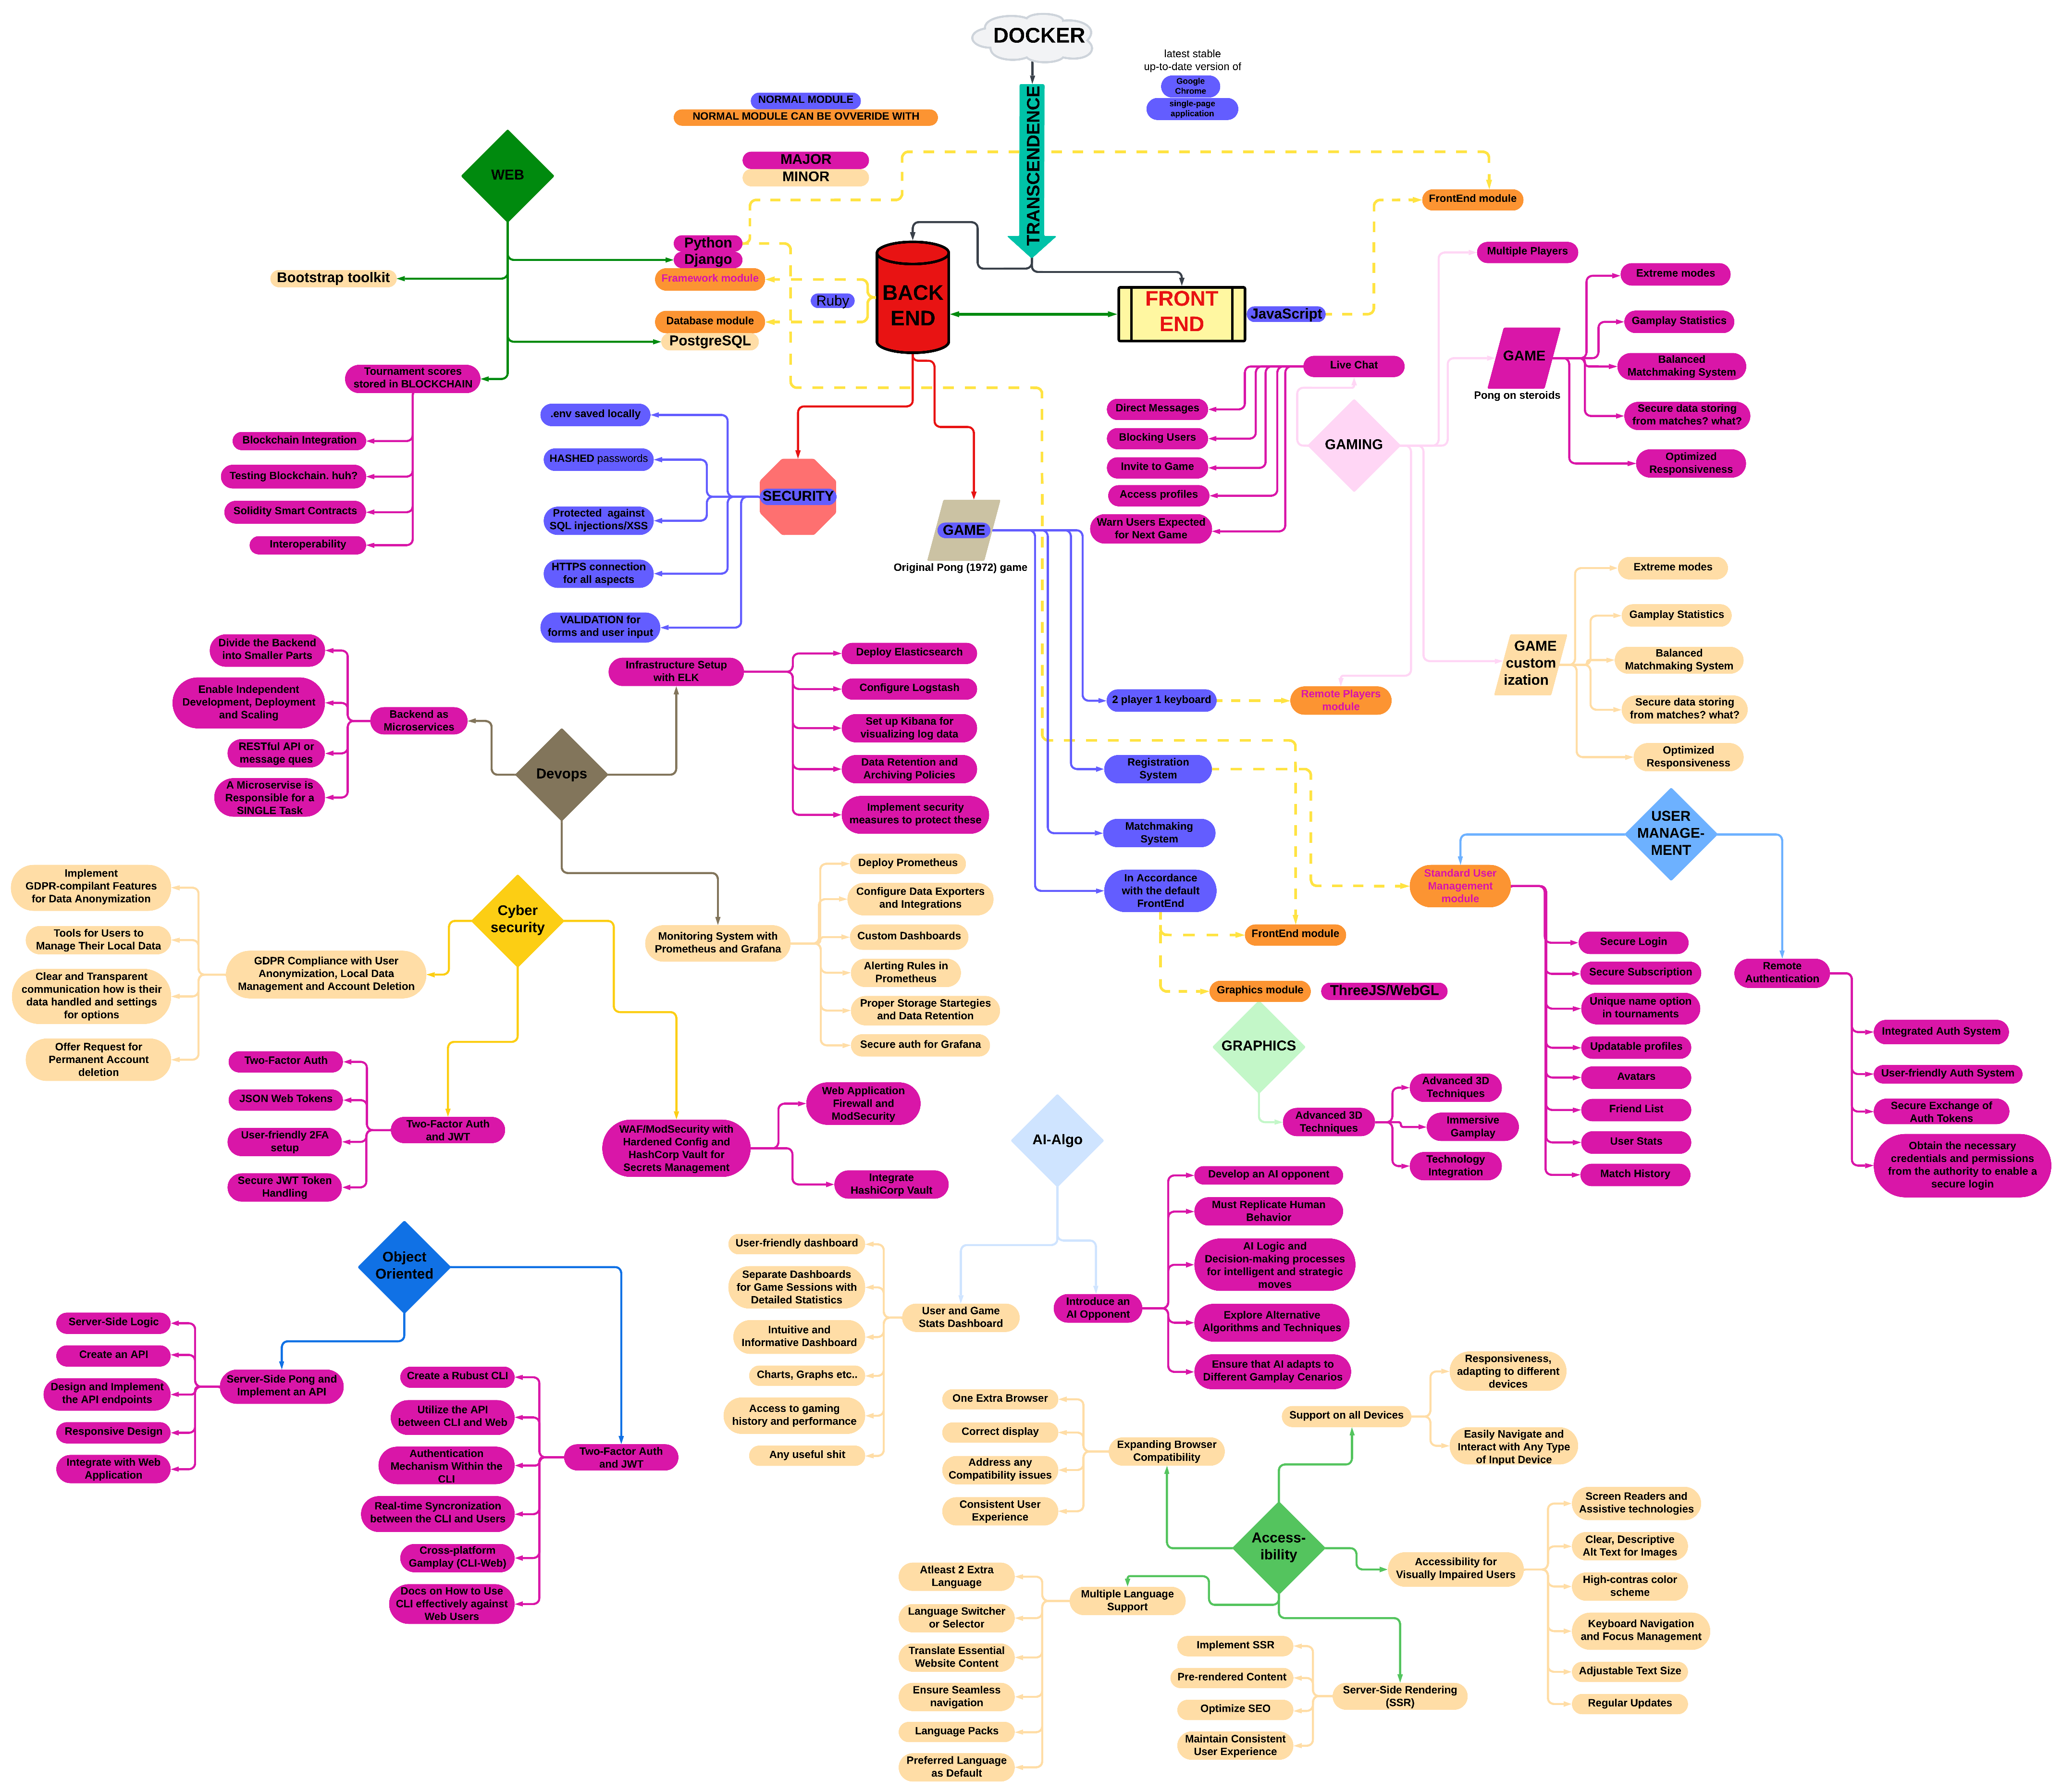 DOCKER
latest stable
up-to-date version of
Google
Chrome
single-page
application
NORMAL MODULE
NORMAL MODULE CAN BE OVVERIDE WITH
MAJOR
MINOR
TRANSCENDENCE
WEB
Bootstrap toolkit
Python
Django
Framework module
Ruby
Database module
PostgreSQL
BACK
END
FRONT
END
JavaScript
FrontEnd module
Tournament scores
stored in BLOCKCHAIN
Blockchain Integration
Testing Blockchain. huh?
Solidity Smart Contracts
Interoperability
.env saved locally
HASHED passwords
Protected  against
SQL injections/XSS
HTTPS connection
for all aspects
VALIDATION for
forms and user input
SECURITY
GAME
Original Pong (1972) game
Live Chat
Direct Messages
Blocking Users
Invite to Game
Access profiles
Warn Users Expected
for Next Game
GAMING
Multiple Players
GAME
Pong on steroids
Extreme modes
Gamplay Statistics
Balanced
Matchmaking System
Secure data storing
from matches? what?
Optimized
Responsiveness
GAME
custom
ization
Extreme modes
Gamplay Statistics
Balanced
Matchmaking System
Secure data storing
from matches? what?
Optimized
Responsiveness
2 player 1 keyboard
Remote Players
module
Registration
System
Matchmaking
System
In Accordance
with the default
FrontEnd
FrontEnd module
Graphics module
ThreeJS/WebGL
GRAPHICS
Advanced 3D
Techniques
Advanced 3D
Techniques
Immersive
Gamplay
Technology
Integration
Divide the Backend
into Smaller Parts
Enable Independent
Development, Deployment
and Scaling
RESTful API or
message ques
A Microservise is
Responsible for a
SINGLE Task
Backend as
Microservices
Devops
Infrastructure Setup
with ELK
Deploy Elasticsearch
Configure Logstash
Set up Kibana for
visualizing log data
Data Retention and
Archiving Policies
Implement security
measures to protect these
Monitoring System with
Prometheus and Grafana
Deploy Prometheus
Configure Data Exporters
and Integrations
Custom Dashboards
Alerting Rules in
Prometheus
Proper Storage Startegies
and Data Retention
Secure auth for Grafana
USER
MANAGE-
MENT
Standard User
Management
module
Secure Login
Secure Subscription
Unique name option
in tournaments
Updatable profiles
Avatars
Friend List
User Stats
Match History
Remote
Authentication
Integrated Auth System
User-friendly Auth System
Secure Exchange of
Auth Tokens
Obtain the necessary
credentials and permissions
from the authority to enable a
secure login
Cyber
security
Implement
GDPR-compilant Features
for Data Anonymization
Tools for Users to
Manage Their Local Data
Clear and Transparent
communication how is their
data handled and settings
for options
Offer Request for
Permanent Account
deletion
GDPR Compliance with User
Anonymization, Local Data
Management and Account Deletion
Two-Factor Auth
JSON Web Tokens
User-friendly 2FA
setup
Secure JWT Token
Handling
Two-Factor Auth
and JWT
WAF/ModSecurity with
Hardened Config and
HashCorp Vault for
Secrets Management
Web Application
Firewall and
ModSecurity
Integrate
HashiCorp Vault
AI-Algo
User-friendly dashboard
Separate Dashboards
for Game Sessions with
Detailed Statistics
Intuitive and
Informative Dashboard
Charts, Graphs etc..
Access to gaming
history and performance
Any useful shit
User and Game
Stats Dashboard
Introduce an
AI Opponent
Develop an AI opponent
Must Replicate Human
Behavior
AI Logic and
Decision-making processes
for intelligent and strategic
moves
Explore Alternative
Algorithms and Techniques
Ensure that AI adapts to
Different Gamplay Cenarios
Object
Oriented
Server-Side Logic
Create an API
Design and Implement
the API endpoints
Responsive Design
Integrate with Web
Application
Server-Side Pong and
Implement an API
Create a Rubust CLI
Utilize the API
between CLI and Web
Authentication
Mechanism Within the
CLI
Real-time Syncronization
between the CLI and Users
Cross-platform
Gamplay (CLI-Web)
Docs on How to Use
CLI effectively against
Web Users
Two-Factor Auth
and JWT
Access-
ibility
One Extra Browser
Correct display
Address any
Compatibility issues
Consistent User
Experience
Expanding Browser
Compatibility
Support on all Devices
Responsiveness,
adapting to different
devices
Easily Navigate and
Interact with Any Type
of Input Device
Accessibility for
Visually Impaired Users
Screen Readers and
Assistive technologies
Clear, Descriptive
Alt Text for Images
High-contras color
scheme
Keyboard Navigation
and Focus Management
Adjustable Text Size
Regular Updates
Multiple Language
Support
Atleast 2 Extra
Language
Language Switcher
or Selector
Translate Essential
Website Content
Ensure Seamless
navigation
Language Packs
Preferred Language
as Default
Implement SSR
Pre-rendered Content
Optimize SEO
Maintain Consistent
User Experience
Server-Side Rendering
(SSR)